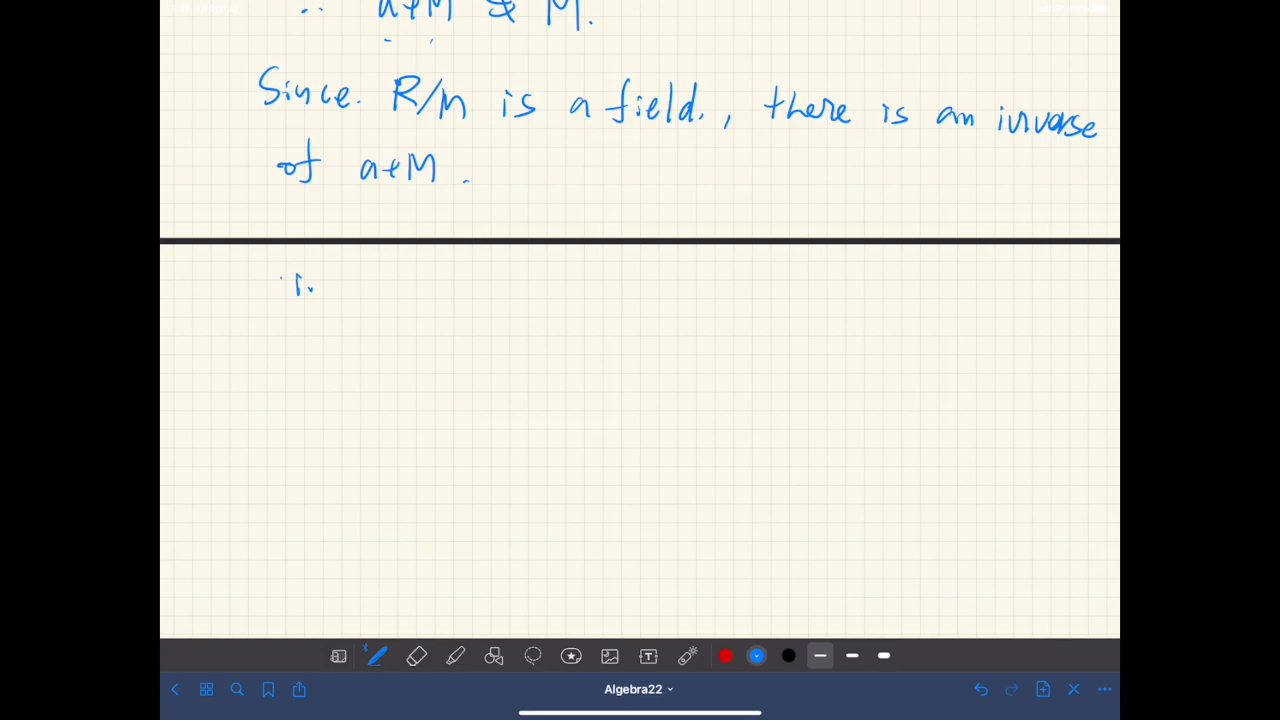 ∴ a+M ≠ M.
Since. R/M is a field., there is an inverse
of a+M.
i.
Algebra22